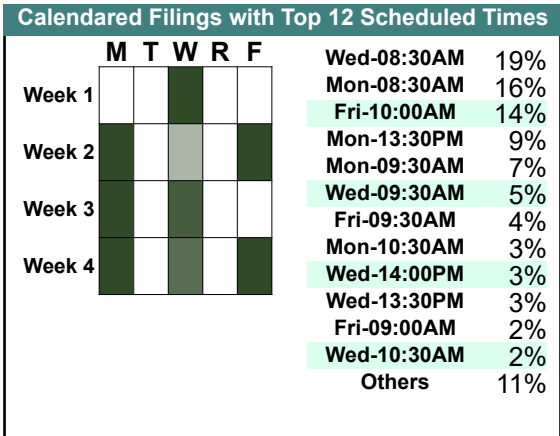 Calendared Filings with Top 12 Scheduled Times
M T W R F
Week 1
Week 2
Week 3
Week 4
Wed-08:30AM 19%
Mon-08:30AM 16%
Fri-10:00AM 14%
Mon-13:30PM 9%
Mon-09:30AM 7%
Wed-09:30AM 5%
Fri-09:30AM 4%
Mon-10:30AM 3%
Wed-14:00PM 3%
Wed-13:30PM 3%
Fri-09:00AM 2%
Wed-10:30AM 2%
Others 11%